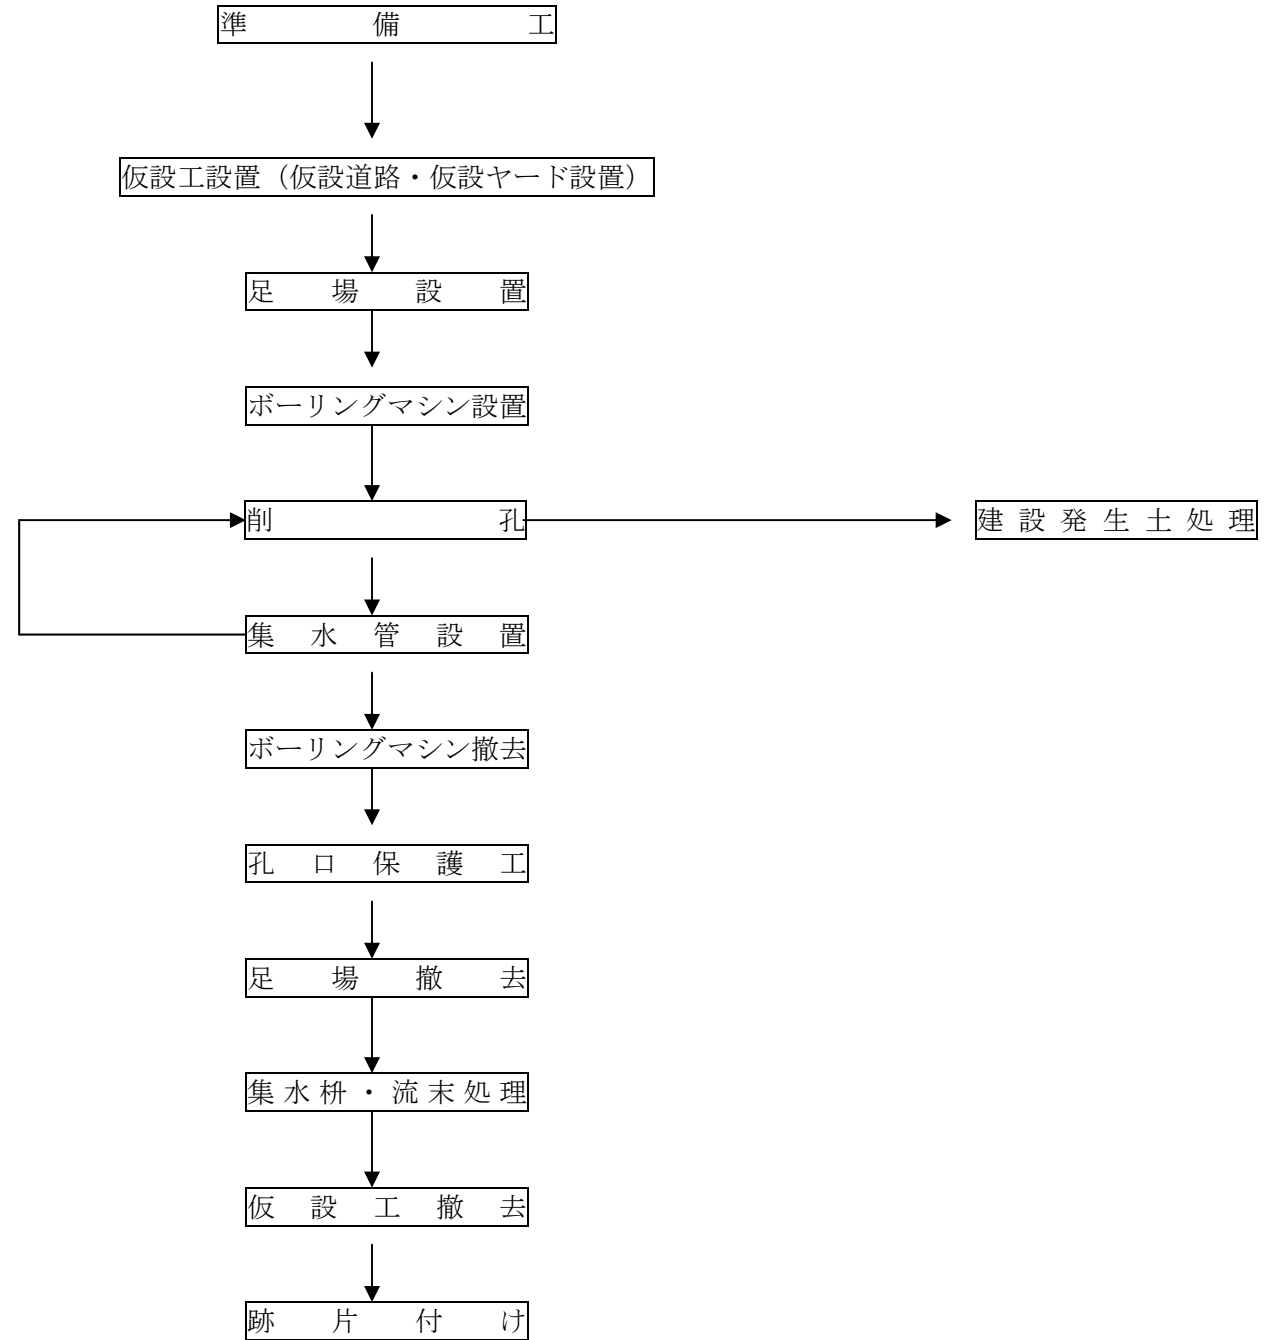 準備工
仮設工設置（仮設道路・仮設ヤード設置）
足場設置
ボーリングマシン設置
削孔
建設発生土処理
集水管設置
ボーリングマシン撤去
孔口保護工
足場撤去
集水枡・流末処理
仮設工撤去
跡片付け